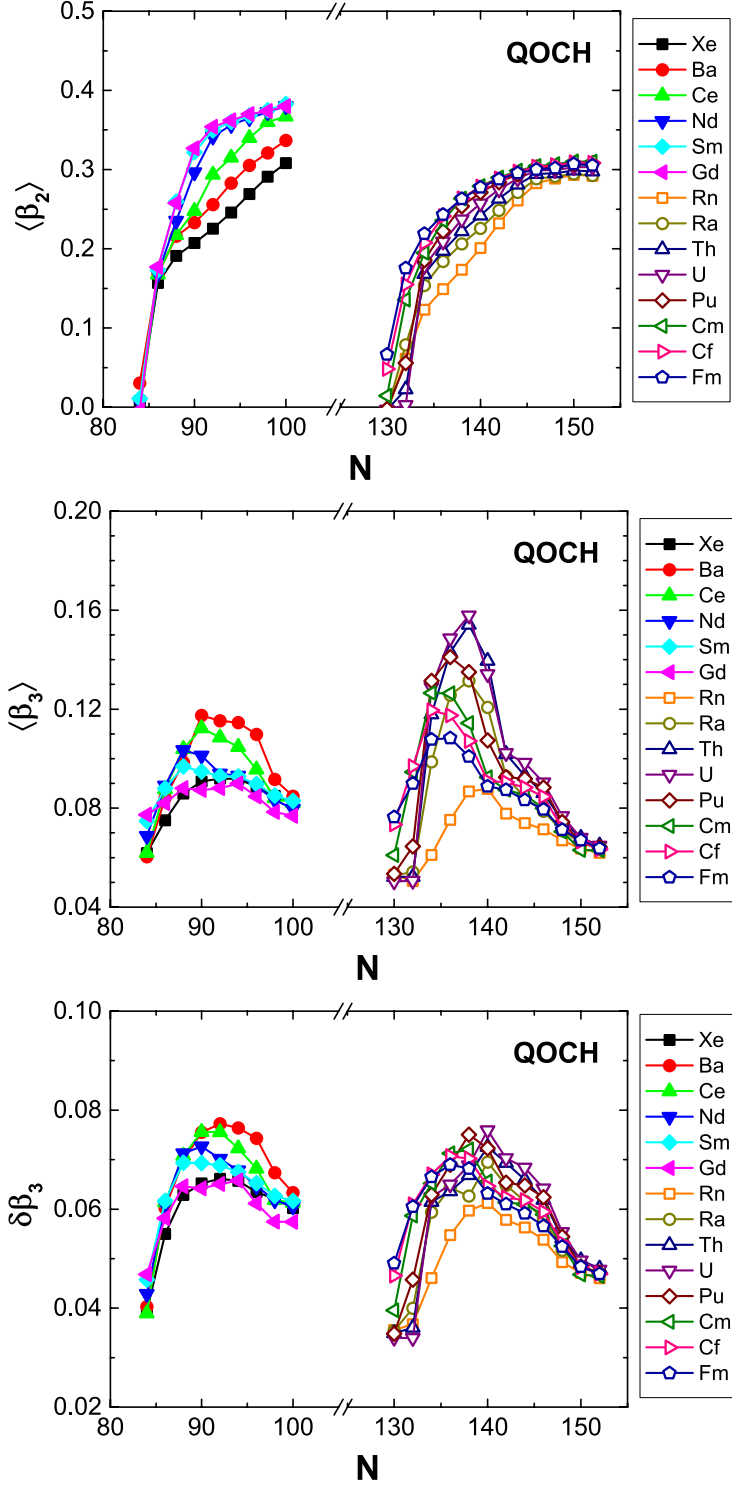 0.5
0.4
0.3
0.2
0.1
0.0
⟨β₂⟩
QOCH
80 90 100 130 140 150
N
Xe
Ba
Ce
Nd
Sm
Gd
Rn
Ra
Th
U
Pu
Cm
Cf
Fm
0.20
0.16
0.12
0.08
0.04
⟨β₃⟩
QOCH
80 90 100 130 140 150
N
Xe
Ba
Ce
Nd
Sm
Gd
Rn
Ra
Th
U
Pu
Cm
Cf
Fm
0.10
0.08
0.06
0.04
0.02
δβ₃
QOCH
80 90 100 130 140 150
N
Xe
Ba
Ce
Nd
Sm
Gd
Rn
Ra
Th
U
Pu
Cm
Cf
Fm